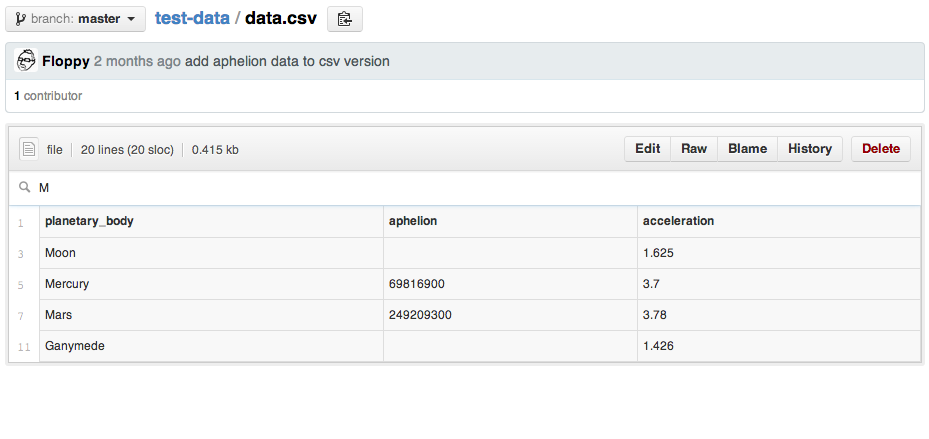 branch: master test-data / data.csv
Floppy 2 months ago add aphelion data to csv version
1 contributor
file 20 lines (20 sloc) 0.415 kb Edit Raw Blame History Delete
M
1 planetary_body aphelion acceleration
3 Moon 1.625
5 Mercury 69816900 3.7
7 Mars 249209300 3.78
11 Ganymede 1.426